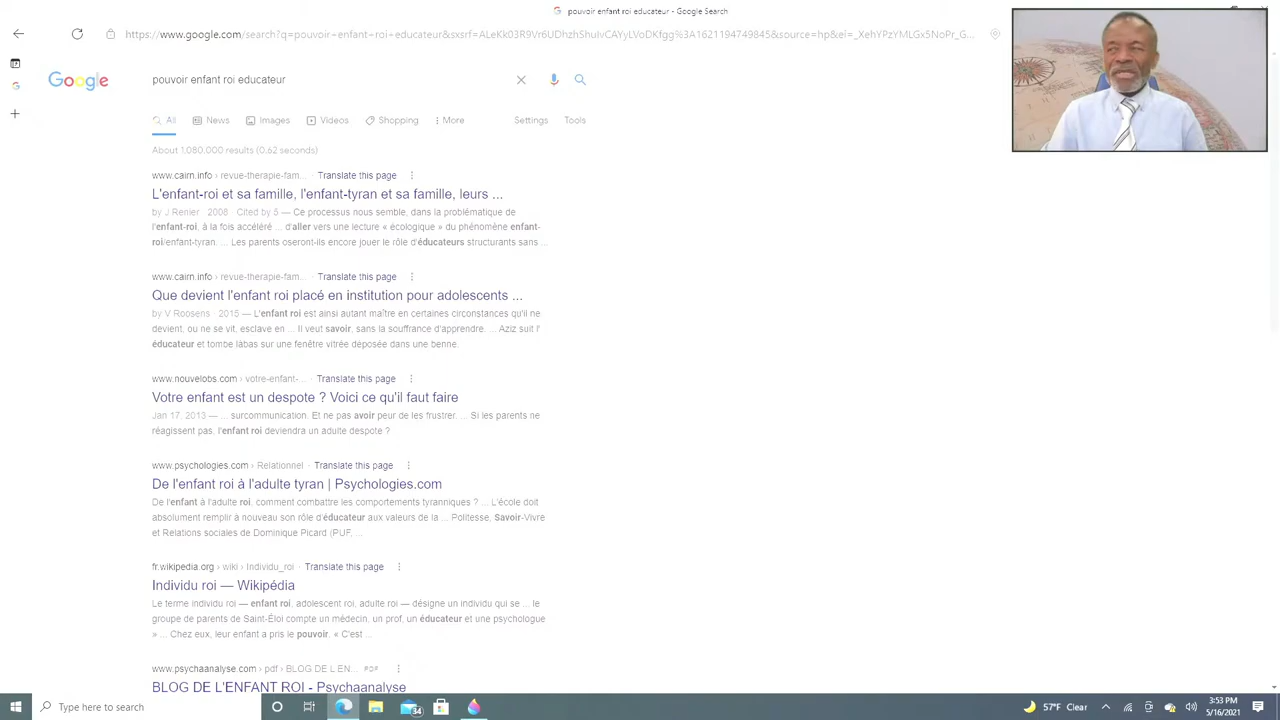 pouvoir enfant roi educateur - Google Search
https://www.google.com/search?q=pouvoir+enfant+roi+educateur&sxsrf=ALeKk03R9Vr6UDhzhShuIvCAYyLVoDKfgg%3A1621194749845&source=hp&ei=_XehYPzYMLGx5NoPr_G...
Google
pouvoir enfant roi educateur
All News Images Videos Shopping More Settings Tools
About 1,080,000 results (0.62 seconds)
www.cairn.info › revue-therapie-fam... · Translate this page
L'enfant-roi et sa famille, l'enfant-tyran et sa famille, leurs ...
by J Renier · 2008 · Cited by 5 — Ce processus nous semble, dans la problématique de
l'enfant-roi, à la fois accéléré ... d'aller vers une lecture « écologique » du phénomène enfant-
roi/enfant-tyran. ... Les parents oseront-ils encore jouer le rôle d'éducateurs structurants sans ...
www.cairn.info › revue-therapie-fam... · Translate this page
Que devient l'enfant roi placé en institution pour adolescents ...
by V Roosens · 2015 — L'enfant roi est ainsi autant maître en certaines circonstances qu'il ne
devient, ou ne se vit, esclave en ... Il veut savoir, sans la souffrance d'apprendre. ... Aziz suit l'
éducateur et tombe làbas sur une fenêtre vitrée déposée dans une benne.
www.nouvelobs.com › votre-enfant-... · Translate this page
Votre enfant est un despote ? Voici ce qu'il faut faire
Jan 17, 2013 — ... surcommunication. Et ne pas avoir peur de les frustrer. ... Si les parents ne
réagissent pas, l'enfant roi deviendra un adulte despote ?
www.psychologies.com › Relationnel · Translate this page
De l'enfant roi à l'adulte tyran | Psychologies.com
De l'enfant à l'adulte roi, comment combattre les comportements tyranniques ? ... L'école doit
absolument remplir à nouveau son rôle d'éducateur aux valeurs de la ... Politesse, Savoir-Vivre
et Relations sociales de Dominique Picard (PUF, ...
fr.wikipedia.org › wiki › Individu_roi · Translate this page
Individu roi — Wikipédia
Le terme individu roi — enfant roi, adolescent roi, adulte roi — désigne un individu qui se ... le
groupe de parents de Saint-Éloi compte un médecin, un prof, un éducateur et une psychologue
» ... Chez eux, leur enfant a pris le pouvoir. « C'est ...
www.psychaanalyse.com › pdf › BLOG DE L EN... PDF
BLOG DE L'ENFANT ROI - Psychaanalyse
Type here to search
34
57°F Clear
3:53 PM
5/16/2021